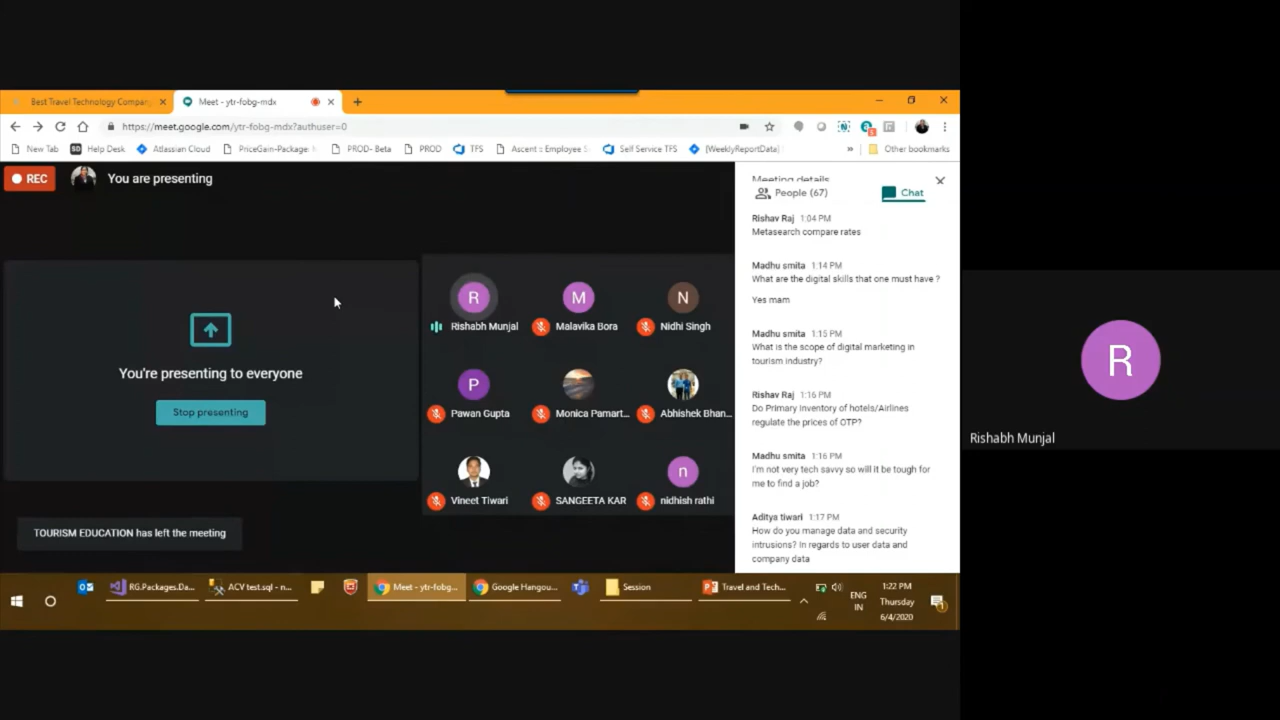 Best Travel Technology Compan
Meet - ytr-fobg-mdx
https://meet.google.com/ytr-fobg-mdx?authuser=0
New Tab
Help Desk
Atlassian Cloud
PriceGain-Package:
PROD- Beta
PROD
TFS
Ascent :: Employee S
Self Service TFS
[WeeklyReportData]
»
Other bookmarks
REC
You are presenting
Meeting details
People (67)
Chat
Rishav Raj 1:04 PM
Metasearch compare rates
Madhu smita 1:14 PM
What are the digital skills that one must have ?
Yes mam
Madhu smita 1:15 PM
What is the scope of digital marketing in
tourism industry?
Rishav Raj 1:16 PM
Do Primary inventory of hotels/Airlines
regulate the prices of OTP?
Madhu smita 1:16 PM
I'm not very tech savvy so will it be tough for
me to find a job?
Aditya tiwari 1:17 PM
How do you manage data and security
intrusions? In regards to user data and
company data
You're presenting to everyone
Stop presenting
R
M
N
Rishabh Munjal
Malavika Bora
Nidhi Singh
P
Pawan Gupta
Monica Pamart...
Abhishek Bhan...
n
Vineet Tiwari
SANGEETA KAR
nidhish rathi
TOURISM EDUCATION has left the meeting
RG.Packages.Da...
ACV test.sql - n...
Meet - ytr-fobg...
Google Hangou...
Session
Travel and Tech...
ENG
IN
1:22 PM
Thursday
6/4/2020
R
Rishabh Munjal